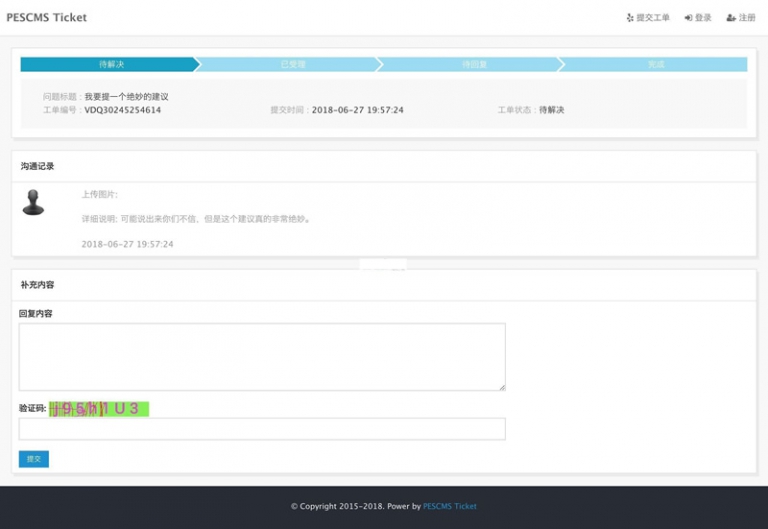 PESCMS Ticket
提交工单 登录 注册
待解决 已受理 待回复 完成
问题标题 : 我要提一个绝妙的建议
工单编号 : VDQ30245254614 提交时间 : 2018-06-27 19:57:24 工单状态 : 待解决
沟通记录
上传图片:
详细说明: 可能说出来你们不信，但是这个建议真的非常绝妙。
2018-06-27 19:57:24
补充内容
回复内容
验证码:
提交
© Copyright 2015-2018. Power by PESCMS Ticket